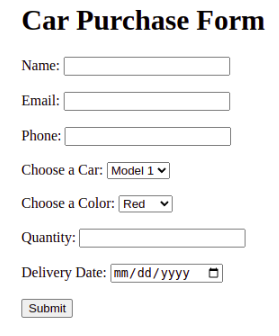 Car Purchase Form
Name:
Email:
Phone:
Choose a Car: Model 1
Choose a Color: Red
Quantity:
Delivery Date: mm/dd/yyyy
Submit